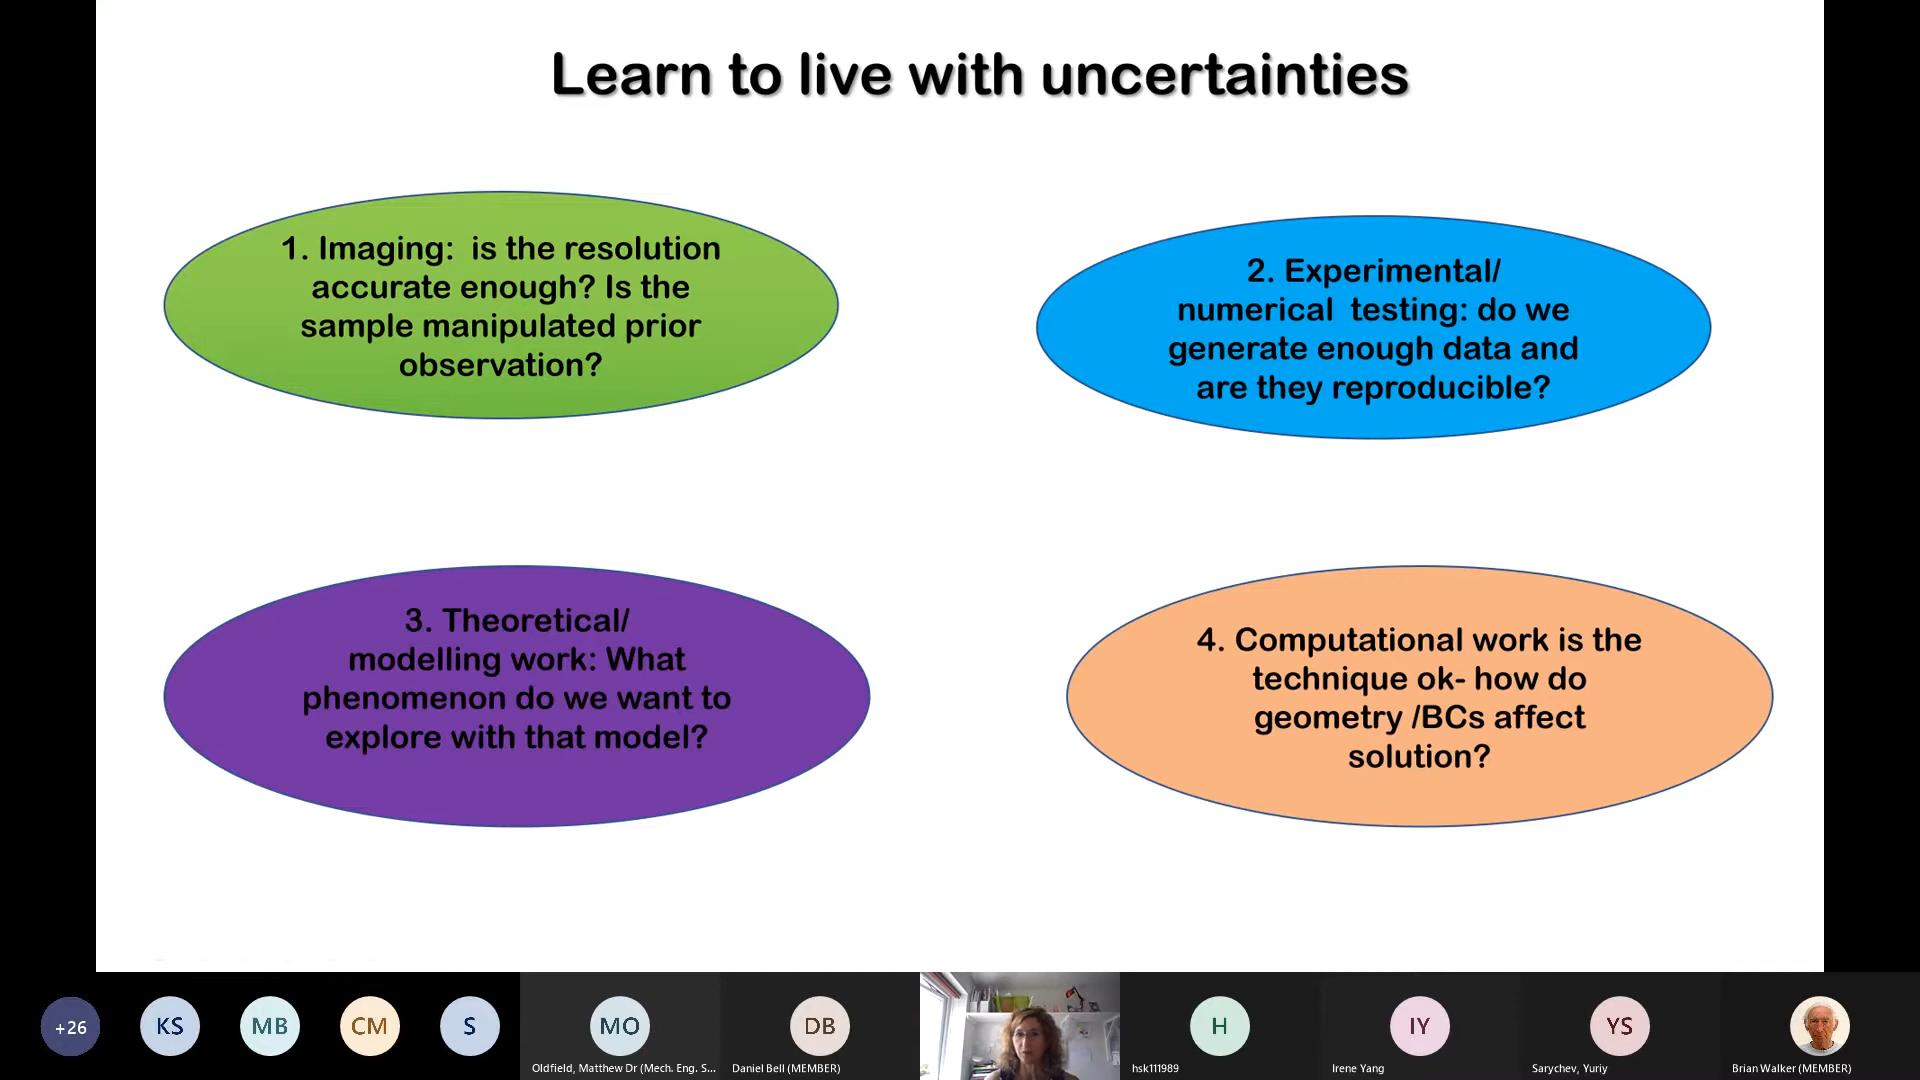 Learn to live with uncertainties
1. Imaging:  is the resolution
accurate enough? Is the
sample manipulated prior
observation?
2. Experimental/
numerical  testing: do we
generate enough data and
are they reproducible?
3. Theoretical/
modelling work: What
phenomenon do we want to
explore with that model?
4. Computational work is the
technique ok- how do
geometry /BCs affect
solution?
+26
KS
MB
CM
S
MO
DB
H
IY
YS
Oldfield, Matthew Dr (Mech. Eng. S...
Daniel Bell (MEMBER)
hsk111989
Irene Yang
Sarychev, Yuriy
Brian Walker (MEMBER)